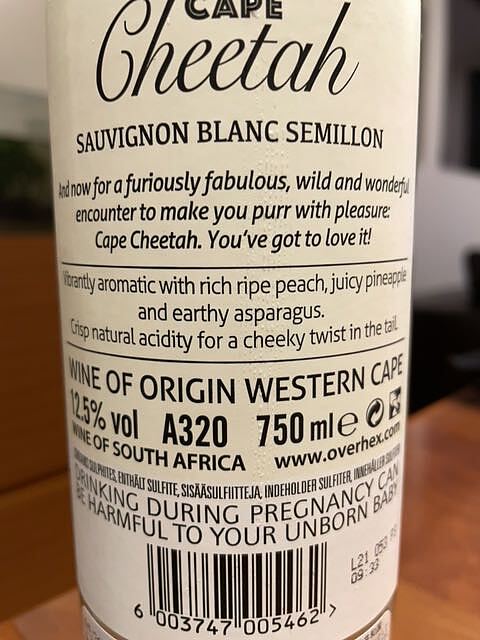 CAPE
Cheetah
SAUVIGNON BLANC SEMILLON
And now for a furiously fabulous, wild and wonderful
encounter to make you purr with pleasure:
Cape Cheetah. You've got to love it!
Vibrantly aromatic with rich ripe peach, juicy pineapple
and earthy asparagus.
Crisp natural acidity for a cheeky twist in the tail.
WINE OF ORIGIN WESTERN CAPE
12.5% vol A320 750 ml e
WINE OF SOUTH AFRICA www.overhex.com
SULPHITES, ENTHÄLT SULFITE, SISÄÄSULFIITTEJA, INDEHOLDER SULFITER, INNEHÅLLER
DRINKING DURING PREGNANCY CAN
BE HARMFUL TO YOUR UNBORN BABY
L21 053
09:33
6 003747 005462 >